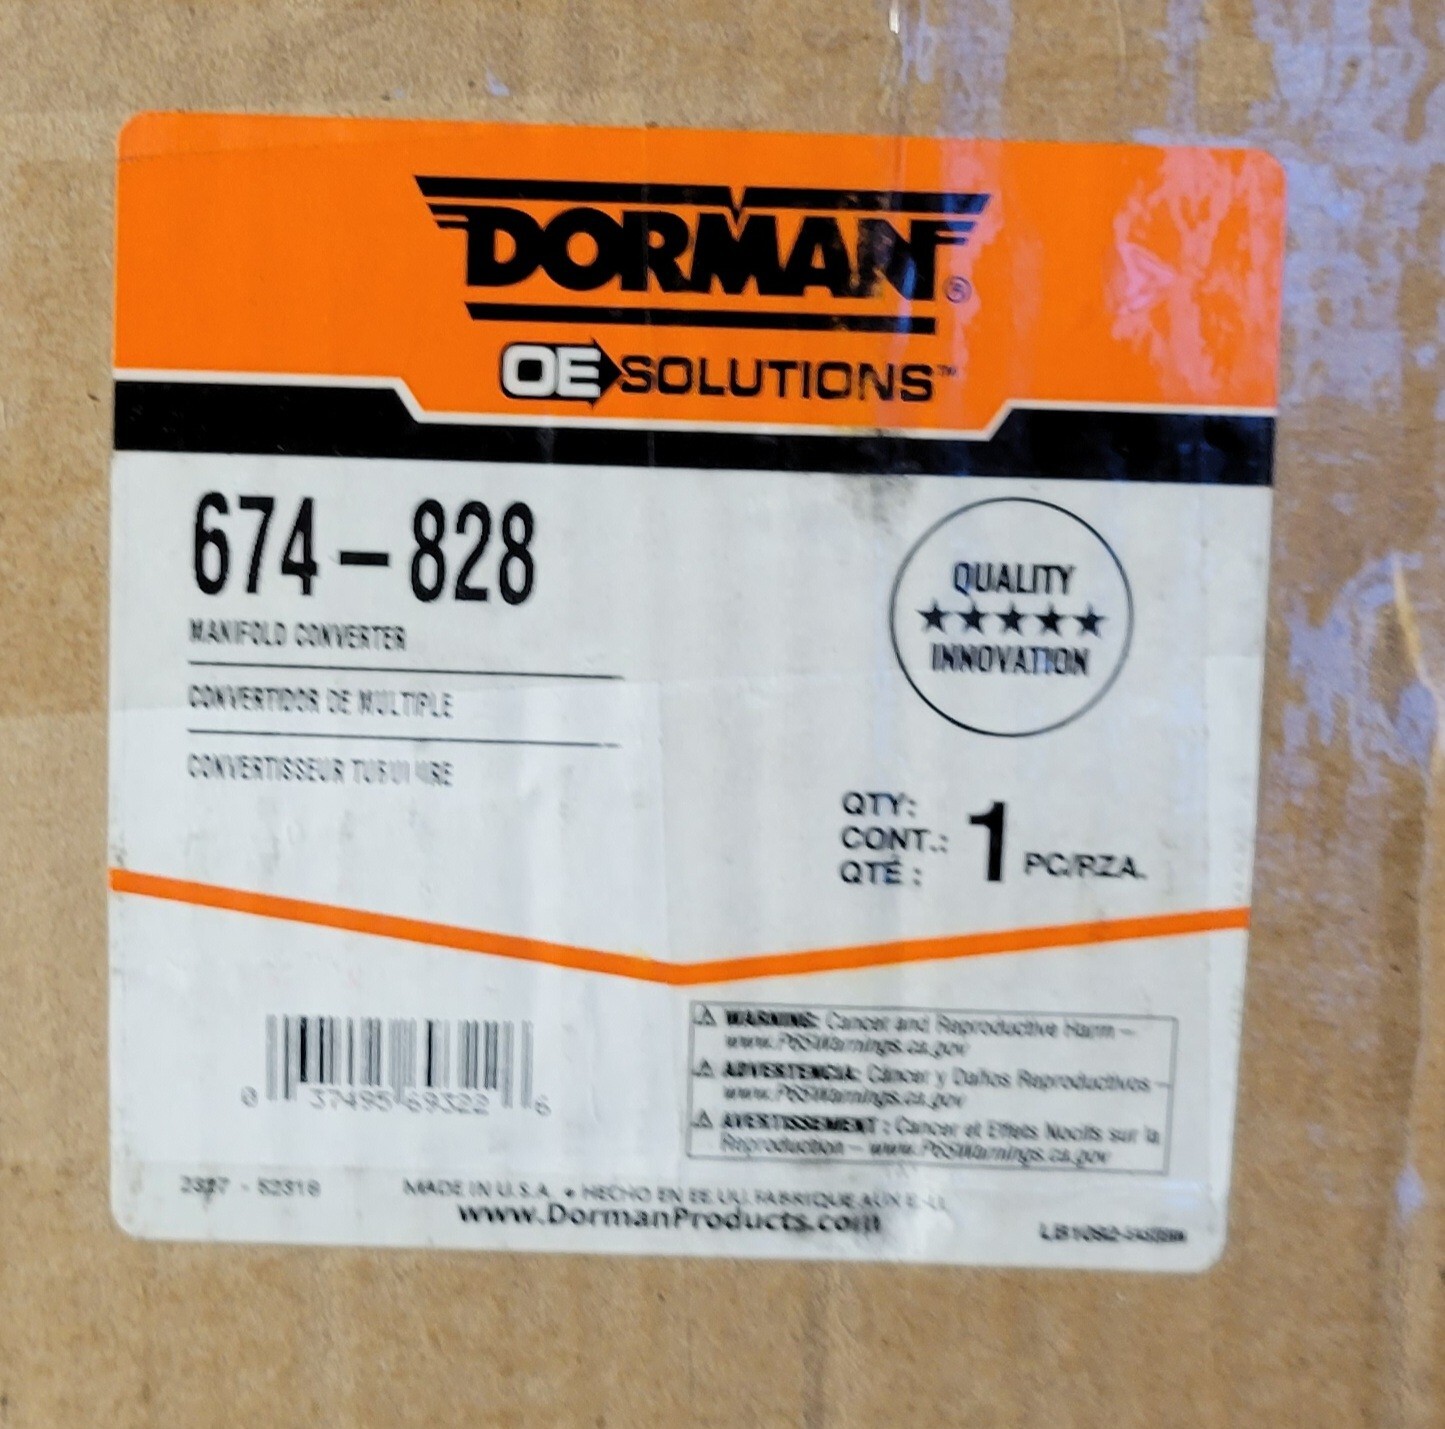 DORMAN®
OE SOLUTIONS™
674-828
MANIFOLD CONVERTER
CONVERTIDOR DE MULTIPLE
CONVERTISSEUR
QUALITY
★★★★★
INNOVATION
QTY:
CONT.:
QTÉ :
1 PC/PZA.
0 37495 69322 6
⚠ WARNING: Cancer and Reproductive Harm –
www.P65Warnings.ca.gov
⚠ ADVERTENCIA: Cáncer y Daños Reproductivos –
www.P65Warnings.ca.gov
⚠ AVERTISSEMENT : Cancer et Effets Nocifs sur la
Reproduction – www.P65Warnings.ca.gov
MADE IN U.S.A. • HECHO EN EE.UU. FABRIQUE AUX
www.DormanProducts.com